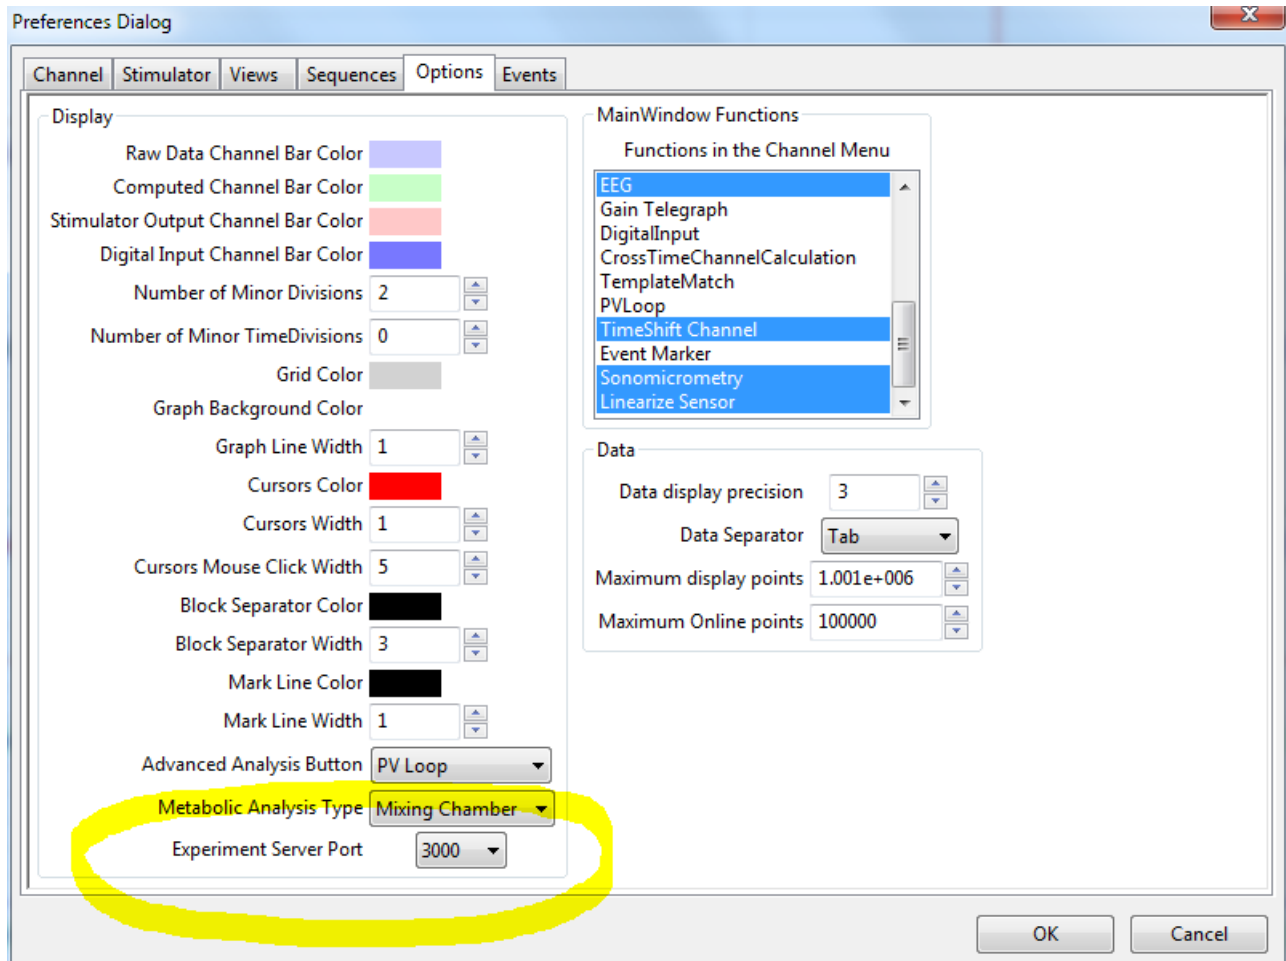 Preferences Dialog
x
Channel Stimulator Views Sequences Options Events
Display
Raw Data Channel Bar Color
Computed Channel Bar Color
Stimulator Output Channel Bar Color
Digital Input Channel Bar Color
Number of Minor Divisions 2
Number of Minor TimeDivisions 0
Grid Color
Graph Background Color
Graph Line Width 1
Cursors Color
Cursors Width 1
Cursors Mouse Click Width 5
Block Separator Color
Block Separator Width 3
Mark Line Color
Mark Line Width 1
Advanced Analysis Button PV Loop
Metabolic Analysis Type Mixing Chamber
Experiment Server Port 3000
MainWindow Functions
Functions in the Channel Menu
EEG
Gain Telegraph
DigitalInput
CrossTimeChannelCalculation
TemplateMatch
PVLoop
TimeShift Channel
Event Marker
Sonomicrometry
Linearize Sensor
Data
Data display precision 3
Data Separator Tab
Maximum display points 1.001e+006
Maximum Online points 100000
OK Cancel